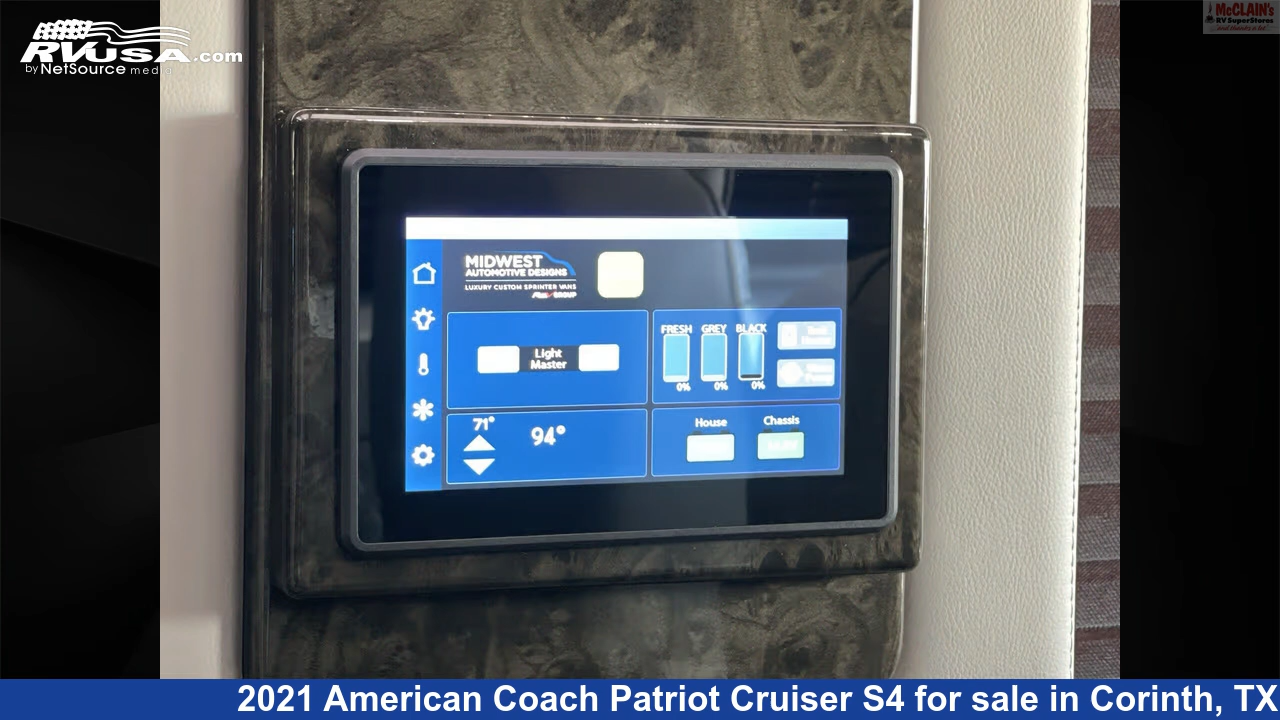 RVUSA.com
by NetSource media
McCLAIN's
RV SuperStores
MIDWEST
AUTOMOTIVE DESIGNS
LUXURY CUSTOM SPRINTER VANS
GROUP
Light
Master
FRESH GREY BLACK
0% 0% 0%
71°
94°
House Chassis
2021 American Coach Patriot Cruiser S4 for sale in Corinth, TX